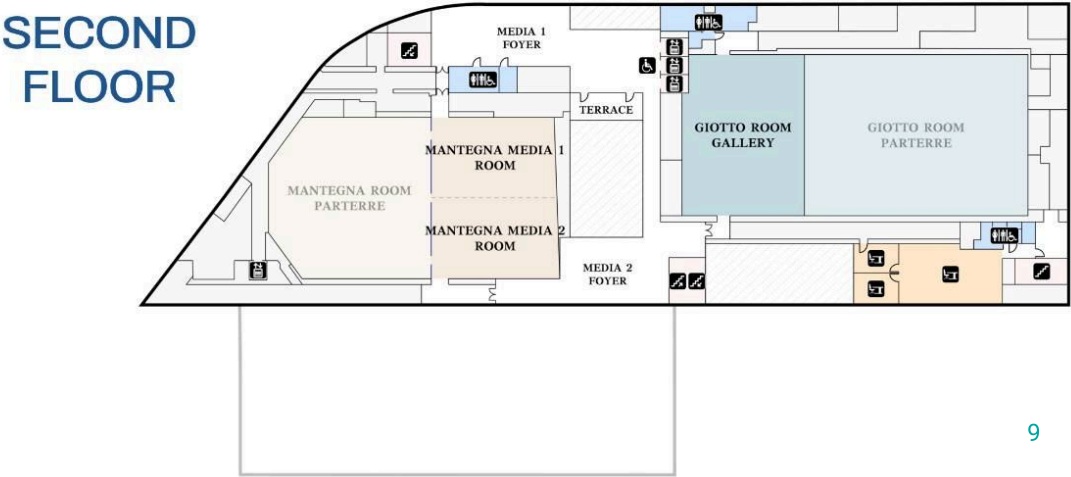 SECOND
FLOOR
MEDIA 1
FOYER
TERRACE
MANTEGNA MEDIA 1
ROOM
GIOTTO ROOM
GALLERY
GIOTTO ROOM
PARTERRE
MANTEGNA ROOM
PARTERRE
MANTEGNA MEDIA 2
ROOM
MEDIA 2
FOYER
9